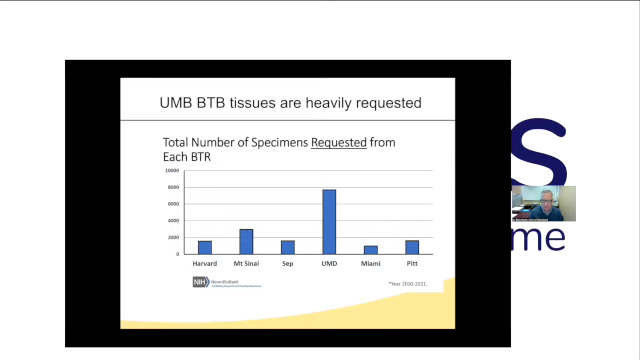 UMB BTB tissues are heavily requested
Total Number of Specimens Requested from
Each BTR
10000
8000
6000
4000
2000
0
Harvard Mt Sinai Sep UMD Miami Pitt
NIH NeuroBioBank
*Year 2020-2021.
S
me